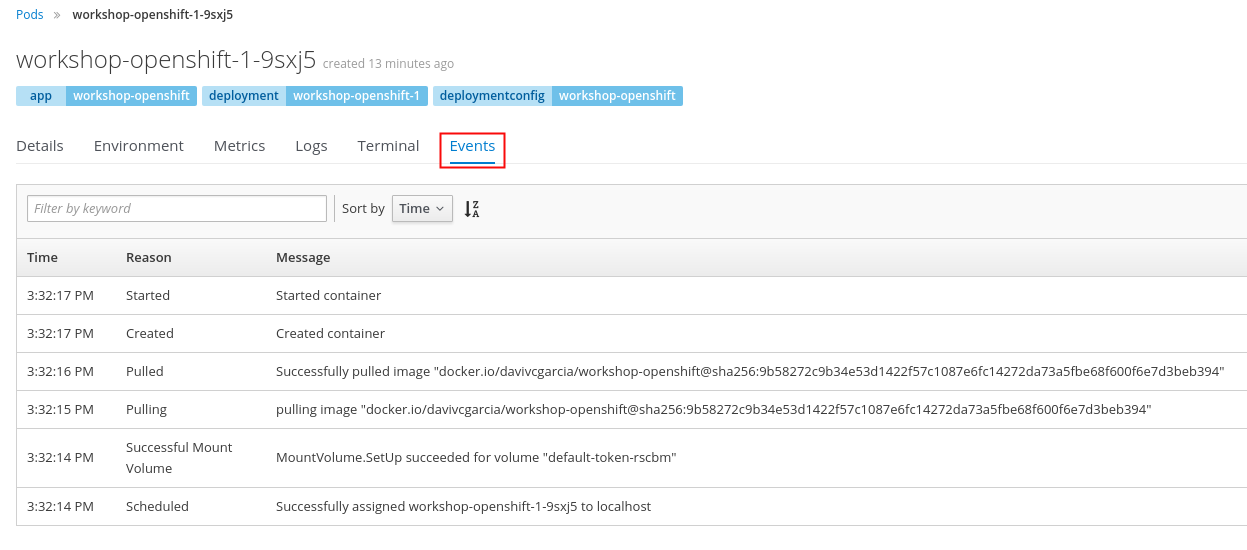 Pods » workshop-openshift-1-9sxj5
workshop-openshift-1-9sxj5 created 13 minutes ago
app workshop-openshift deployment workshop-openshift-1 deploymentconfig workshop-openshift
Details Environment Metrics Logs Terminal Events
Filter by keyword Sort by Time Z A
Time Reason Message
3:32:17 PM Started Started container
3:32:17 PM Created Created container
3:32:16 PM Pulled Successfully pulled image "docker.io/davivcgarcia/workshop-openshift@sha256:9b58272c9b34e53d1422f57c1087e6fc14272da73a5fbe68f600f6e7d3beb394"
3:32:15 PM Pulling pulling image "docker.io/davivcgarcia/workshop-openshift@sha256:9b58272c9b34e53d1422f57c1087e6fc14272da73a5fbe68f600f6e7d3beb394"
3:32:14 PM Successful Mount
Volume MountVolume.SetUp succeeded for volume "default-token-rscbm"
3:32:14 PM Scheduled Successfully assigned workshop-openshift-1-9sxj5 to localhost